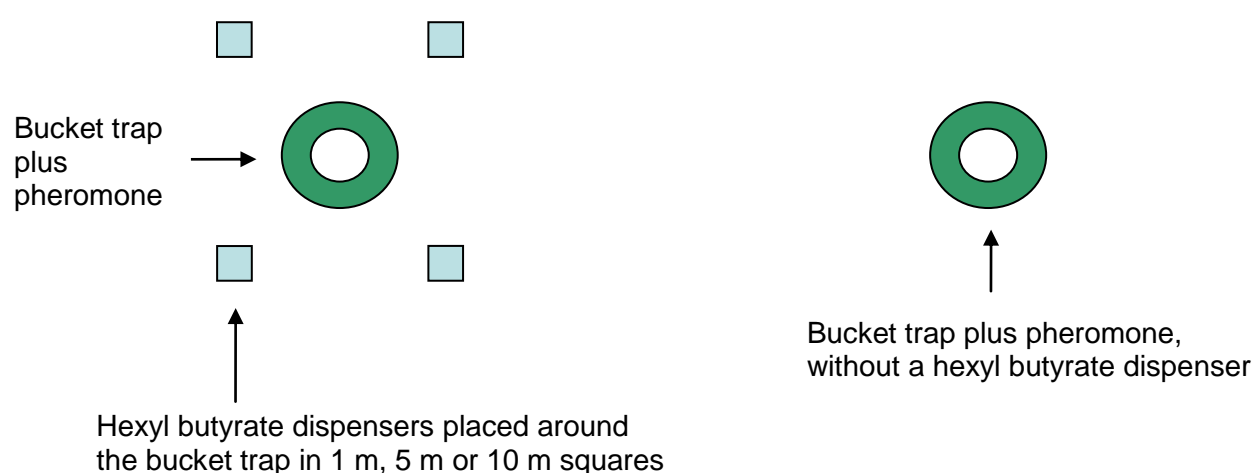 Bucket trap
plus
pheromone
Bucket trap plus pheromone,
without a hexyl butyrate dispenser
Hexyl butyrate dispensers placed around
the bucket trap in 1 m, 5 m or 10 m squares